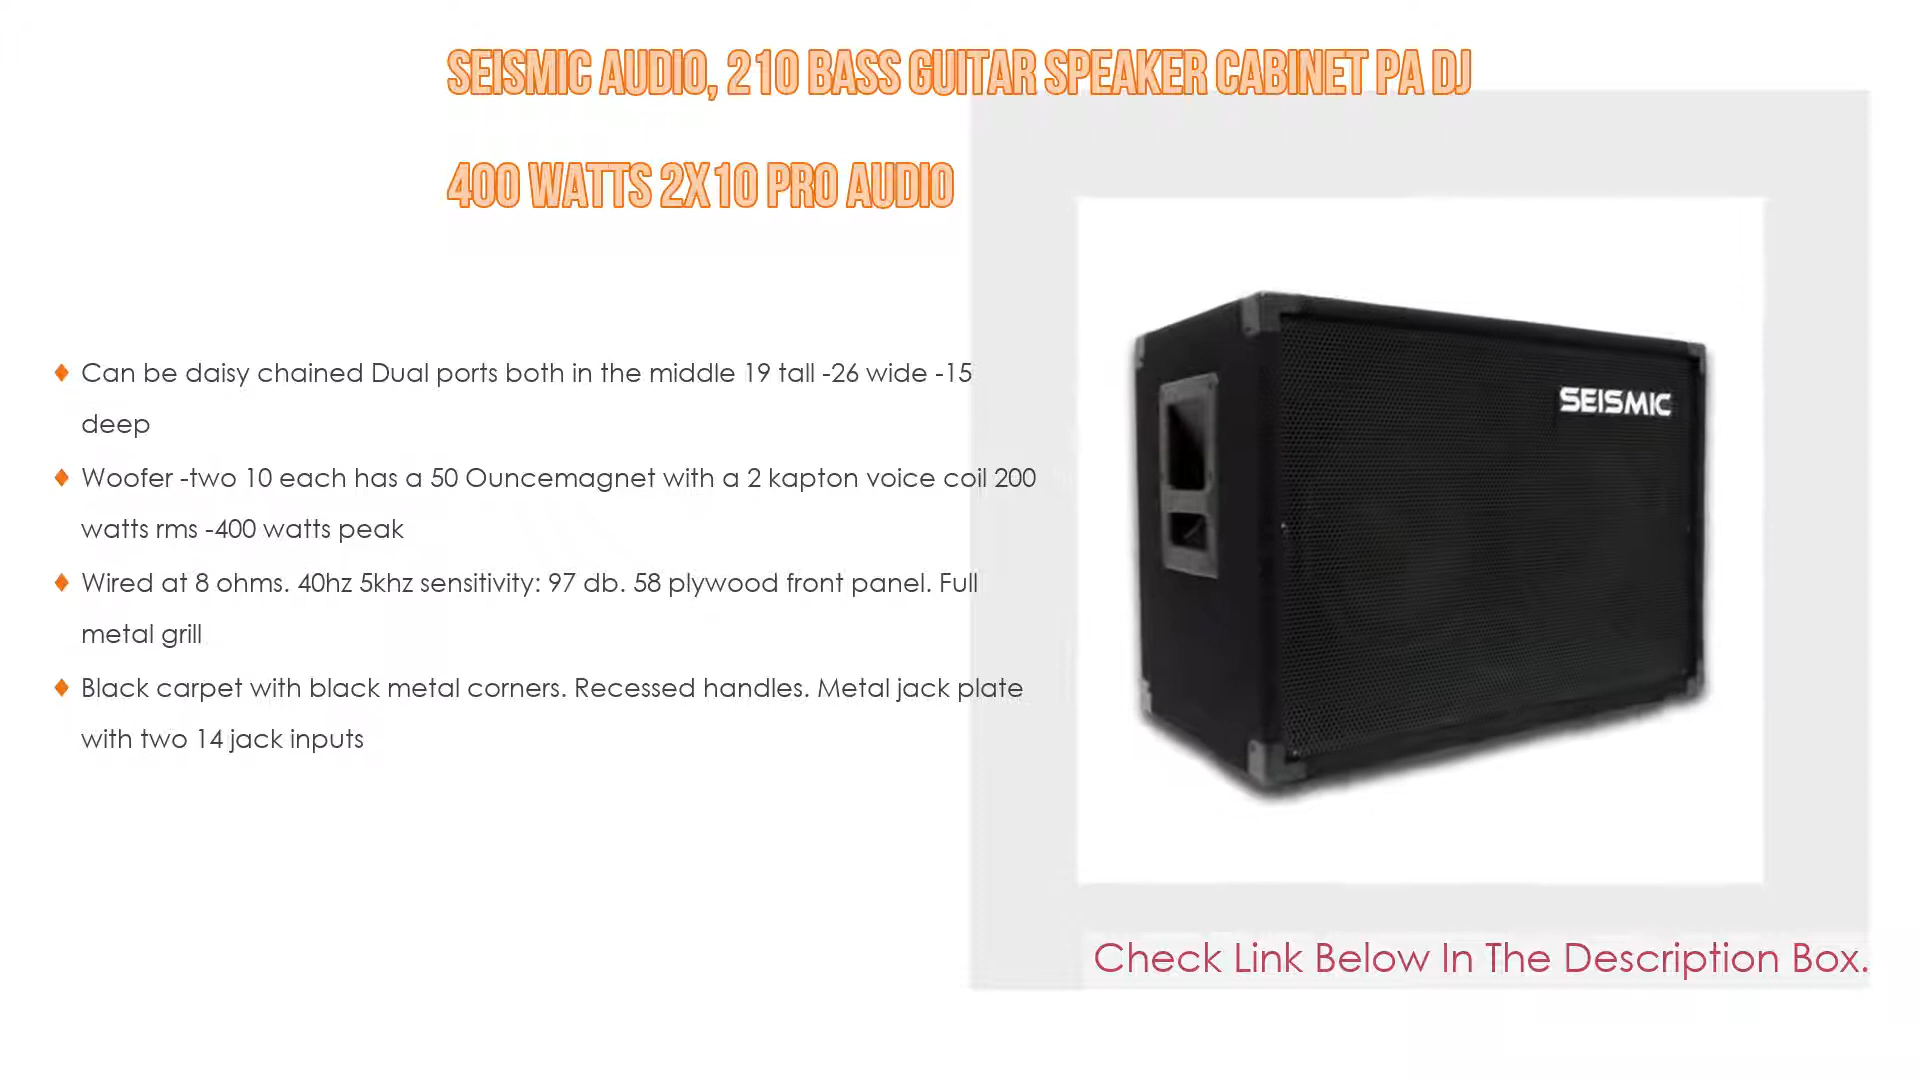 SEISMIC AUDIO, 210 BASS GUITAR SPEAKER CABINET PA DJ
400 WATTS 2X10 PRO AUDIO
Can be daisy chained Dual ports both in the middle 19 tall -26 wide -15
deep
Woofer -two 10 each has a 50 Ouncemagnet with a 2 kapton voice coil 200
watts rms -400 watts peak
Wired at 8 ohms. 40hz 5khz sensitivity: 97 db. 58 plywood front panel. Full
metal grill
Black carpet with black metal corners. Recessed handles. Metal jack plate
with two 14 jack inputs
SEISMIC
Check Link Below In The Description Box.